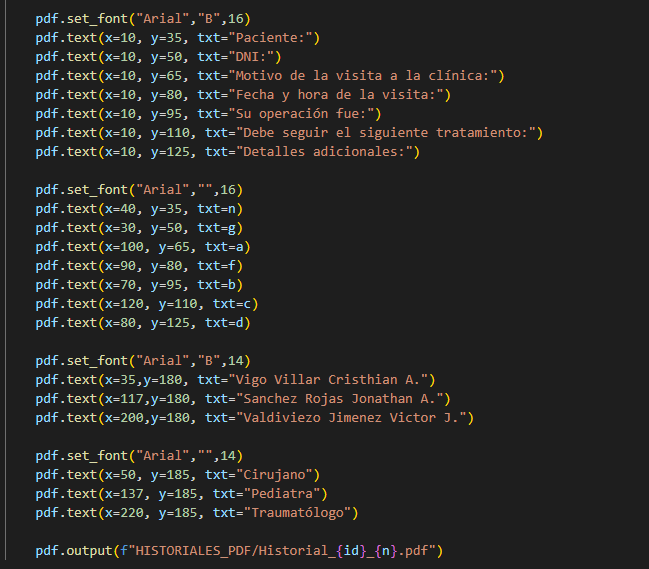 pdf.set_font("Arial","B",16)
pdf.text(x=10, y=35, txt="Paciente:")
pdf.text(x=10, y=50, txt="DNI:")
pdf.text(x=10, y=65, txt="Motivo de la visita a la clínica:")
pdf.text(x=10, y=80, txt="Fecha y hora de la visita:")
pdf.text(x=10, y=95, txt="Su operación fue:")
pdf.text(x=10, y=110, txt="Debe seguir el siguiente tratamiento:")
pdf.text(x=10, y=125, txt="Detalles adicionales:")
pdf.set_font("Arial","",16)
pdf.text(x=40, y=35, txt=n)
pdf.text(x=30, y=50, txt=g)
pdf.text(x=100, y=65, txt=a)
pdf.text(x=90, y=80, txt=f)
pdf.text(x=70, y=95, txt=b)
pdf.text(x=120, y=110, txt=c)
pdf.text(x=80, y=125, txt=d)
pdf.set_font("Arial","B",14)
pdf.text(x=35,y=180, txt="Vigo Villar Cristhian A.")
pdf.text(x=117,y=180, txt="Sanchez Rojas Jonathan A.")
pdf.text(x=200,y=180, txt="Valdiviezo Jimenez Victor J.")
pdf.set_font("Arial","",14)
pdf.text(x=50, y=185, txt="Cirujano")
pdf.text(x=137, y=185, txt="Pediatra")
pdf.text(x=220, y=185, txt="Traumatólogo")
pdf.output(f"HISTORIALES_PDF/Historial_{id}_{n}.pdf")